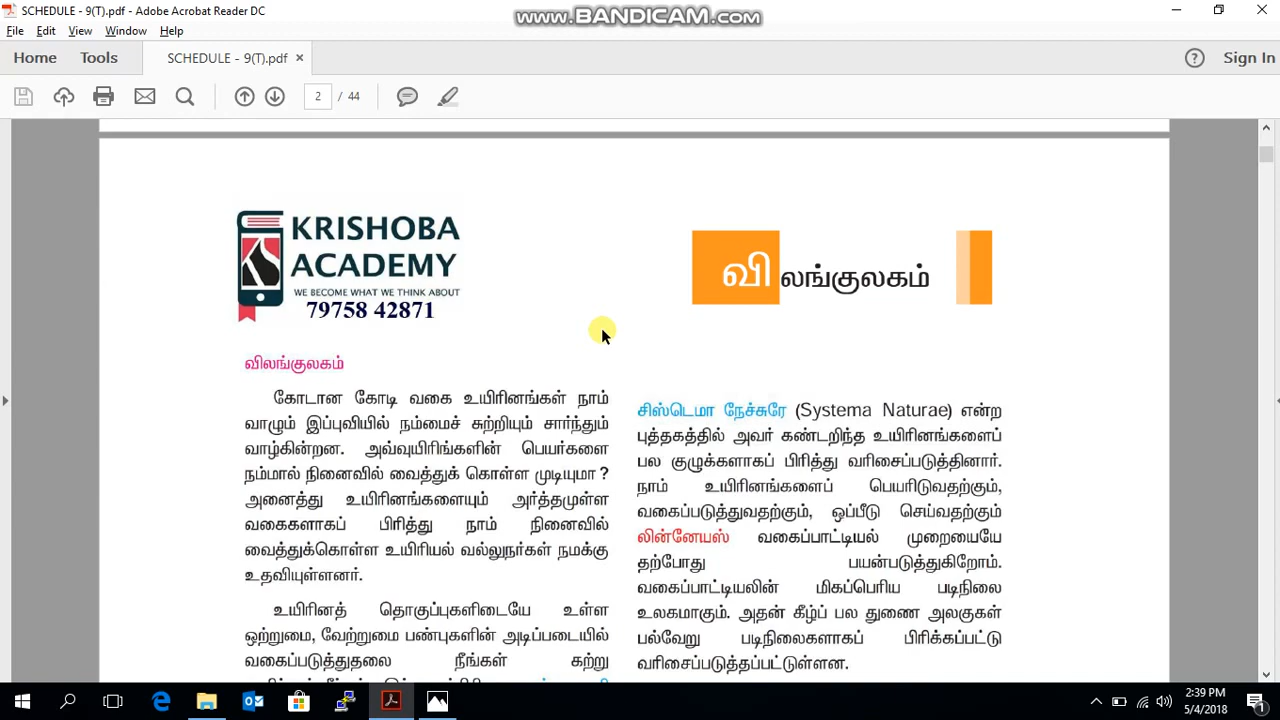 SCHEDULE - 9(T).pdf - Adobe Acrobat Reader DC
www.BANDICAM.com
File Edit View Window Help
Home Tools SCHEDULE - 9(T).pdf × Sign In
2 / 44
KRISHOBA
ACADEMY
WE BECOME WHAT WE THINK ABOUT
79758 42871
விலங்குலகம்
விலங்குலகம்
கோடான கோடி வகை உயிரினங்கள் நாம்
வாழும் இப்புவியில் நம்மைச் சுற்றியும் சார்ந்தும்
வாழ்கின்றன. அவ்வுயிரிங்களின் பெயர்களை
நம்மால் நினைவில் வைத்துக் கொள்ள முடியுமா ?
அனைத்து உயிரினங்களையும் அர்த்தமுள்ள
வகைகளாகப் பிரித்து நாம் நினைவில்
வைத்துக்கொள்ள உயிரியல் வல்லுநர்கள் நமக்கு
உதவியுள்ளனர்.
உயிரினத் தொகுப்புகளிடையே உள்ள
ஒற்றுமை, வேற்றுமை பண்புகளின் அடிப்படையில்
வகைப்படுத்துதலை நீங்கள் கற்று
சிஸ்டெமா நேச்சுரே (Systema Naturae) என்ற
புத்தகத்தில் அவர் கண்டறிந்த உயிரினங்களைப்
பல குழுக்களாகப் பிரித்து வரிசைப்படுத்தினார்.
நாம் உயிரினங்களைப் பெயரிடுவதற்கும்,
வகைப்படுத்துவதற்கும், ஒப்பீடு செய்வதற்கும்
லின்னேயஸ் வகைப்பாட்டியல் முறையையே
தற்போது பயன்படுத்துகிறோம்.
வகைப்பாட்டியலின் மிகப்பெரிய படிநிலை
உலகமாகும். அதன் கீழ்ப் பல துணை அலகுகள்
பல்வேறு படிநிலைகளாகப் பிரிக்கப்பட்டு
வரிசைப்படுத்தப்பட்டுள்ளன.
2:39 PM
5/4/2018